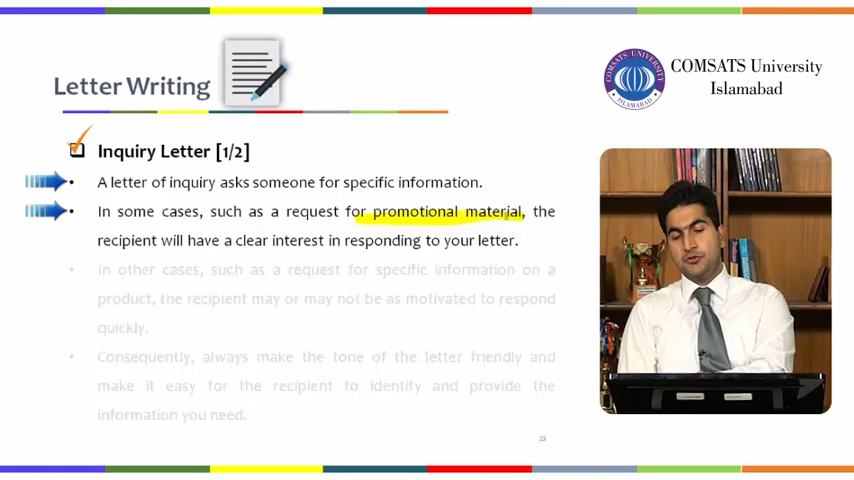 Letter Writing
COMSATS University
Islamabad
COMSATS UNIVERSITY
ISLAMABAD
Inquiry Letter [1/2]
• A letter of inquiry asks someone for specific information.
• In some cases, such as a request for promotional material, the
recipient will have a clear interest in responding to your letter.
• In other cases, such as a request for specific information on a
product, the recipient may or may not be as motivated to respond
quickly.
• Consequently, always make the tone of the letter friendly and
make it easy for the recipient to identify and provide the
information you need.
23